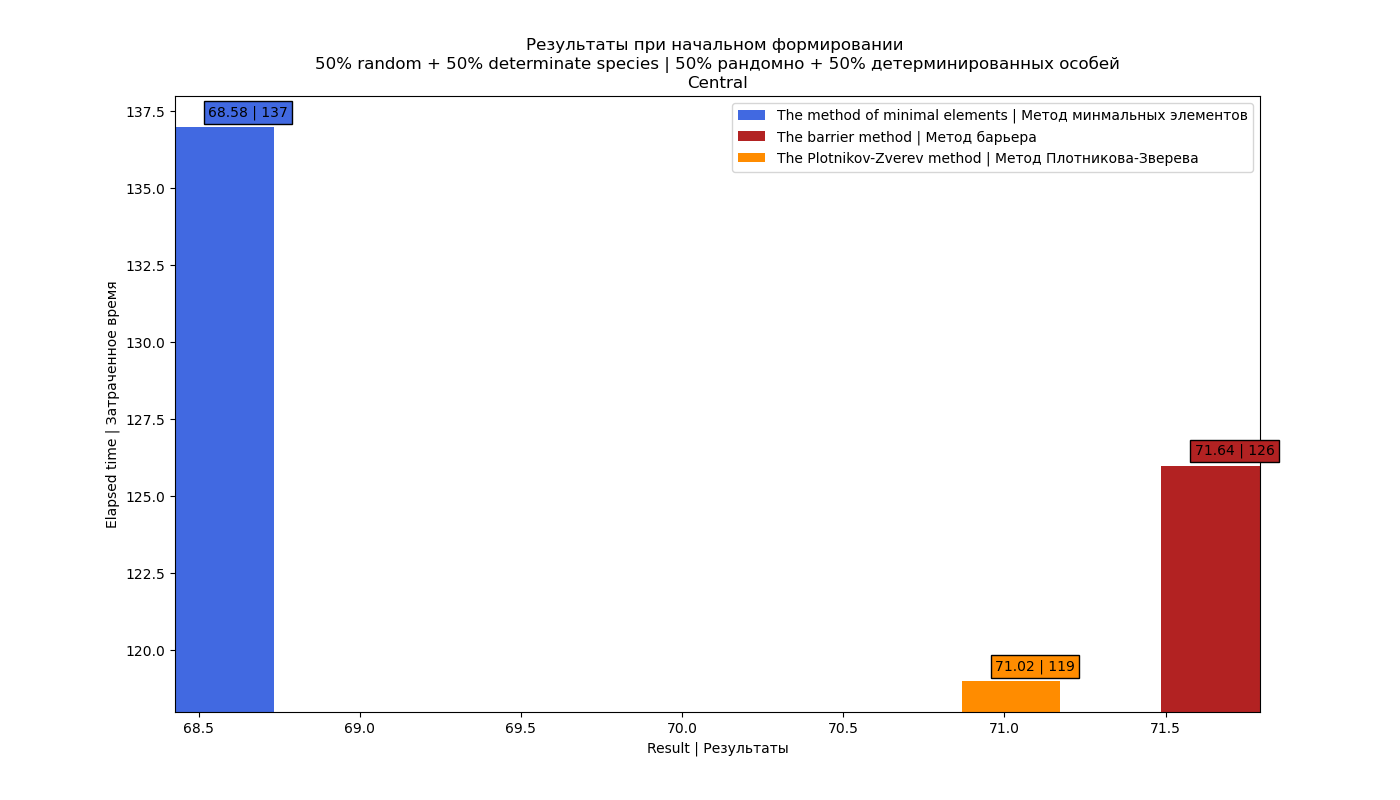 Результаты при начальном формировании
50% random + 50% determinate species | 50% рандомно + 50% детерминированных особей
Central
137.5
135.0
132.5
130.0
127.5
125.0
122.5
120.0
Elapsed time | Затраченное время
68.58 | 137
The method of minimal elements | Метод минмальных элементов
The barrier method | Метод барьера
The Plotnikov-Zverev method | Метод Плотникова-Зверева
71.64 | 126
71.02 | 119
68.5 69.0 69.5 70.0 70.5 71.0 71.5
Result | Результаты